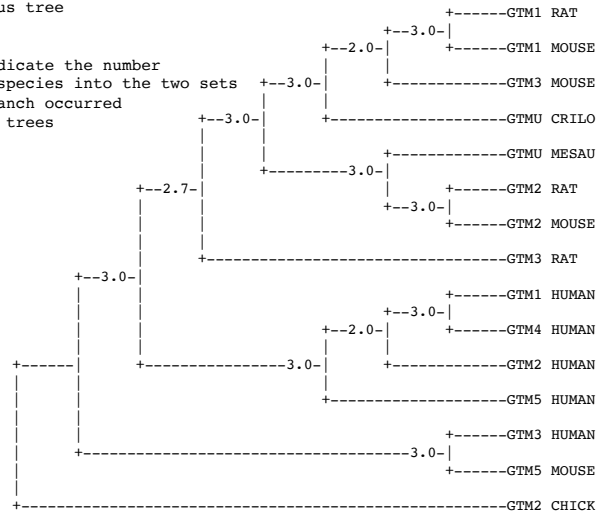 us tree
dicate the number
species into the two sets
anch occurred
trees
+------GTM1 RAT
+--3.0-|
+--2.0-| +------GTM1 MOUSE
+--3.0-| +-------------GTM3 MOUSE
+--3.0-| +--------------------GTMU CRILO
| +-------------GTMU MESAU
+---------3.0-|
+--2.7-| | +------GTM2 RAT
+--3.0-|
+------GTM2 MOUSE
+----------------------------------GTM3 RAT
+--3.0-|
+------GTM1 HUMAN
+--3.0-|
+--2.0-| +------GTM4 HUMAN
+------ +----------------3.0-| +-------------GTM2 HUMAN
+--------------------GTM5 HUMAN
+------GTM3 HUMAN
+------------------------------------3.0-|
+------GTM5 MOUSE
+------------------------------------------------------GTM2 CHICK